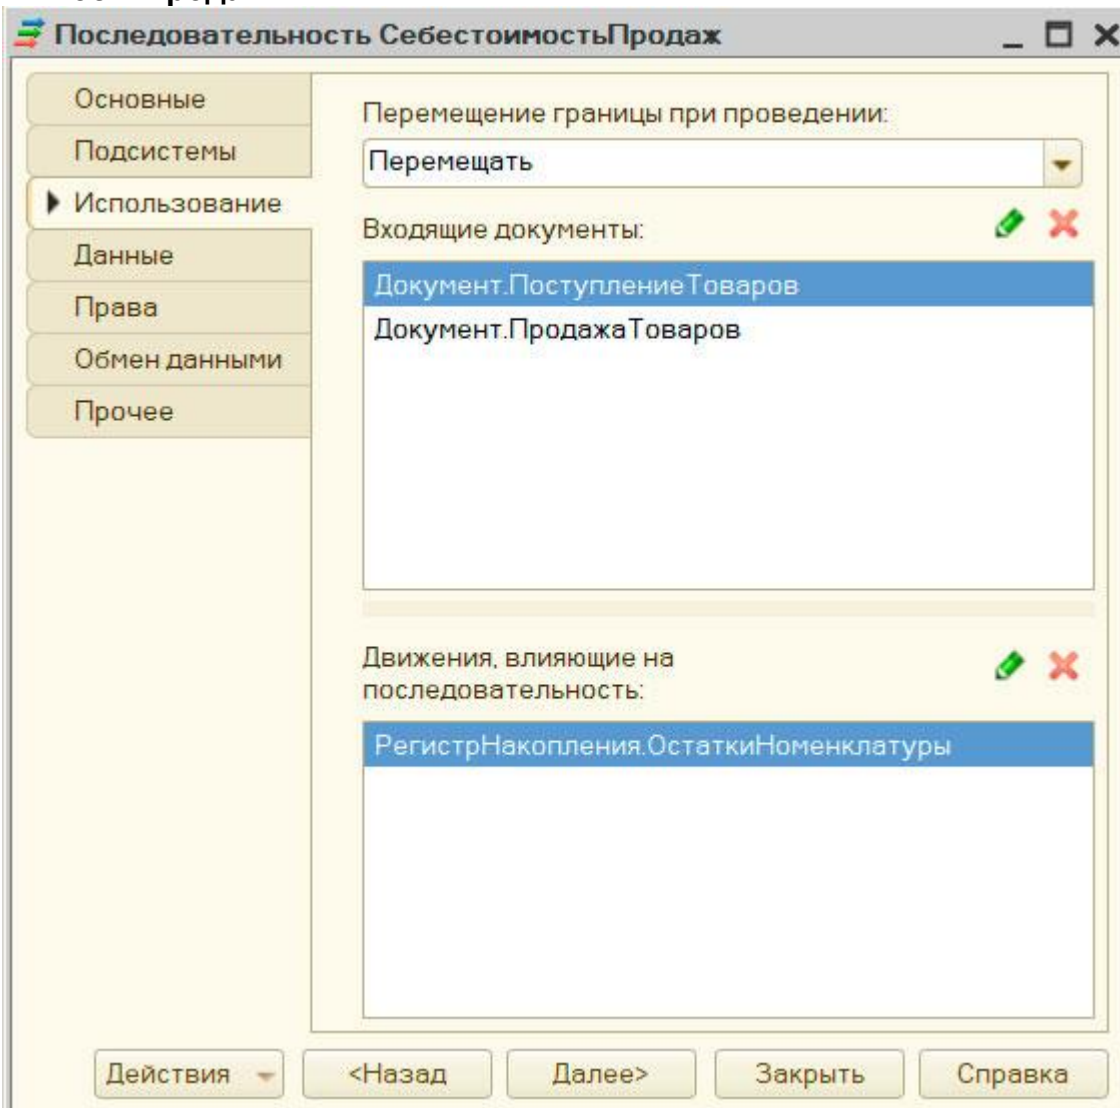 Последовательность СебестоимостьПродаж
Основные
Подсистемы
Использование
Данные
Права
Обмен данными
Прочее
Перемещение границы при проведении:
Перемещать
Входящие документы:
Документ.ПоступлениеТоваров
Документ.ПродажаТоваров
Движения, влияющие на
последовательность:
РегистрНакопления.ОстаткиНоменклатуры
Действия
<Назад
Далее>
Закрыть
Справка